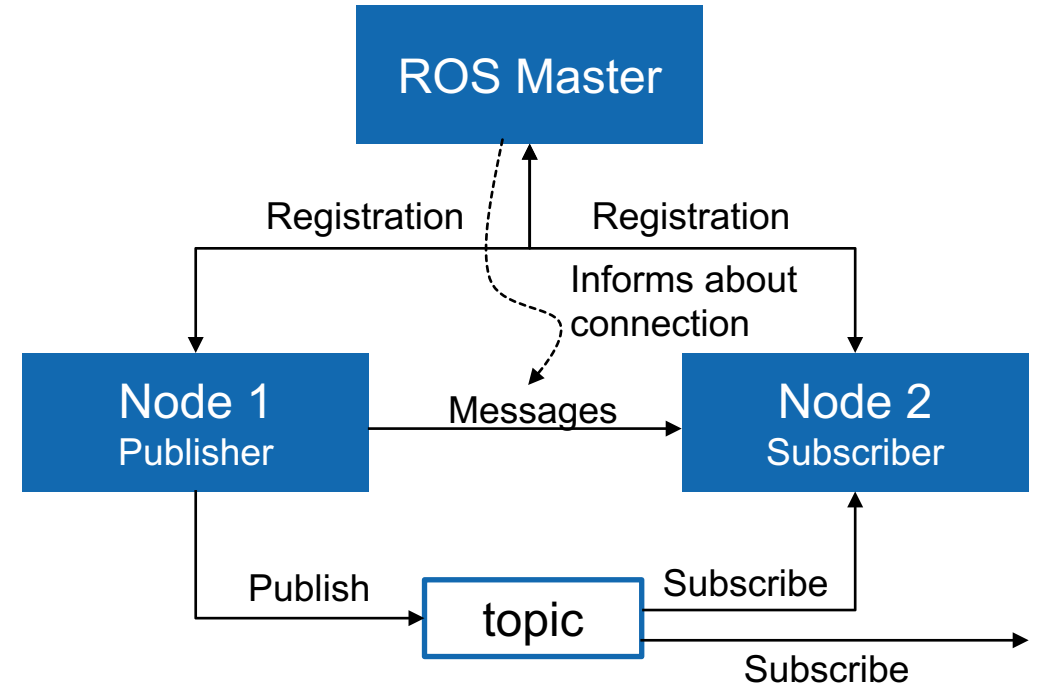 ROS Master
Registration
Registration
Informs about
connection
Node 1
Publisher
Messages
Node 2
Subscriber
Publish
topic
Subscribe
Subscribe